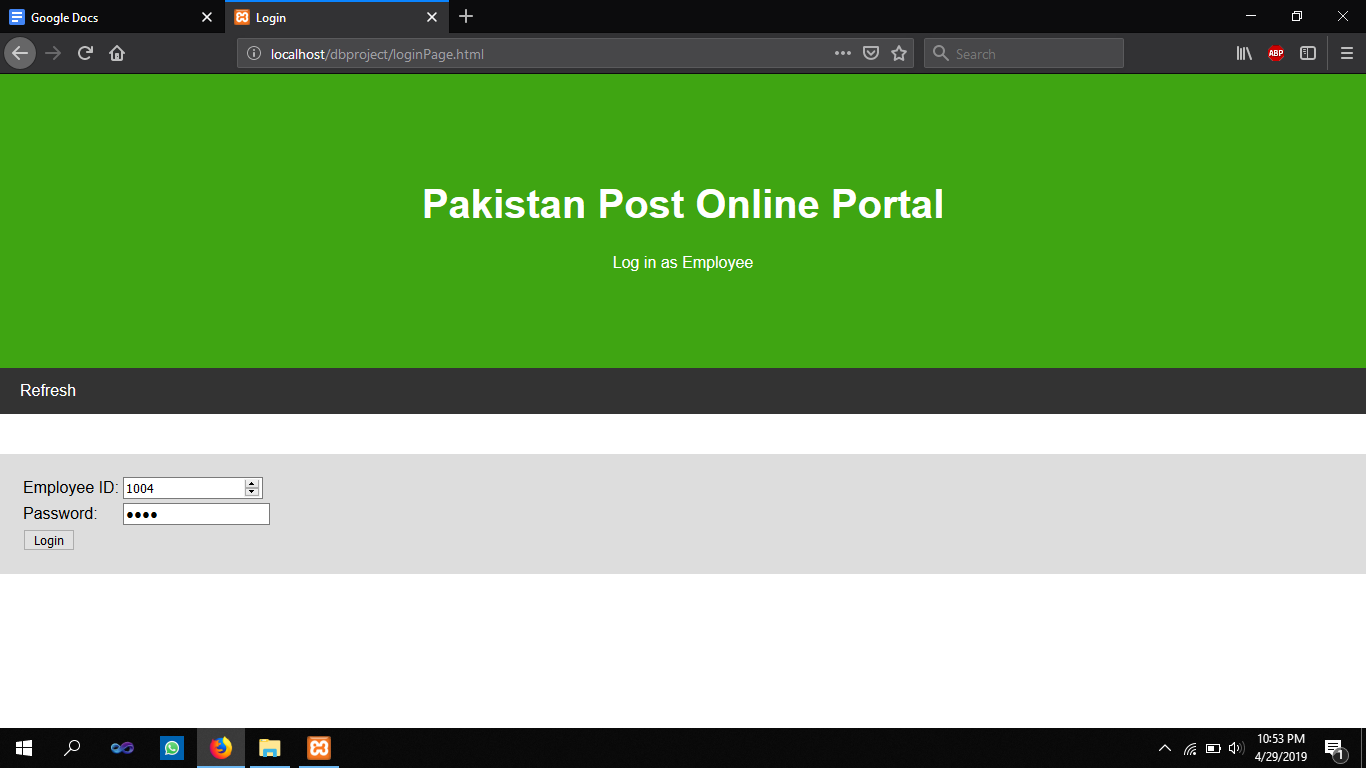 Google Docs
Login
localhost/dbproject/loginPage.html
Search
ABP
Pakistan Post Online Portal
Log in as Employee
Refresh
Employee ID: 1004
Password: ●●●●
Login
10:53 PM
4/29/2019
1